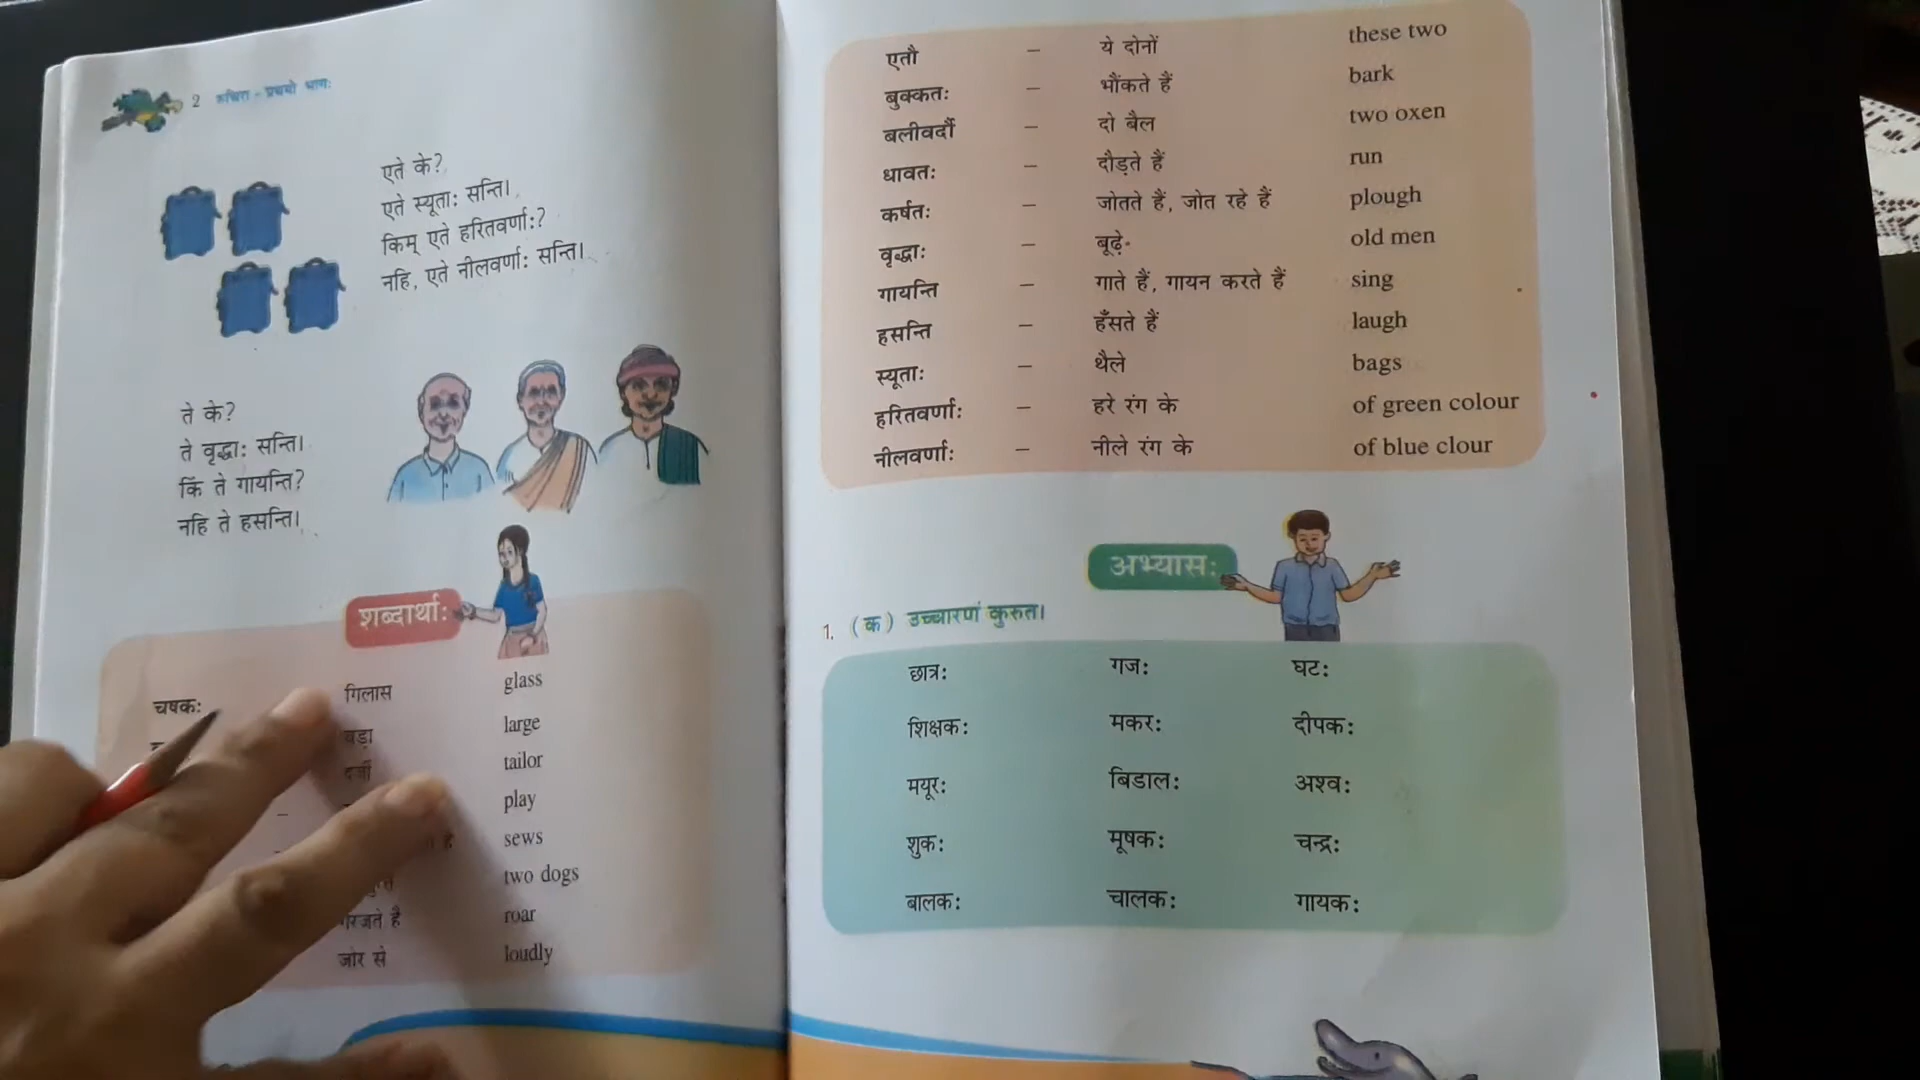 2 रुचिरा - प्रथमो भागः
एते के?
एते स्यूताः सन्ति।
किम् एते हरितवर्णाः?
नहि, एते नीलवर्णाः सन्ति।
ते के?
ते वृद्धाः सन्ति।
किं ते गायन्ति?
नहि ते हसन्ति।
शब्दार्थाः
चषकः गिलास glass
बड़ा large
दर्जी tailor
– play
sews
two dogs
गरजते हैं roar
जोर से loudly
एतौ – ये दोनों these two
बुक्कतः – भौंकते हैं bark
बलीवर्दौ – दो बैल two oxen
धावतः – दौड़ते हैं run
कर्षतः – जोतते हैं, जोत रहे हैं plough
वृद्धाः – बूढ़े old men
गायन्ति – गाते हैं, गायन करते हैं sing
हसन्ति – हँसते हैं laugh
स्यूताः – थैले bags
हरितवर्णाः – हरे रंग के of green colour
नीलवर्णाः – नीले रंग के of blue clour
अभ्यासः
1. (क) उच्चारणं कुरुत।
छात्रः गजः घटः
शिक्षकः मकरः दीपकः
मयूरः बिडालः अश्वः
शुकः मूषकः चन्द्रः
बालकः चालकः गायकः